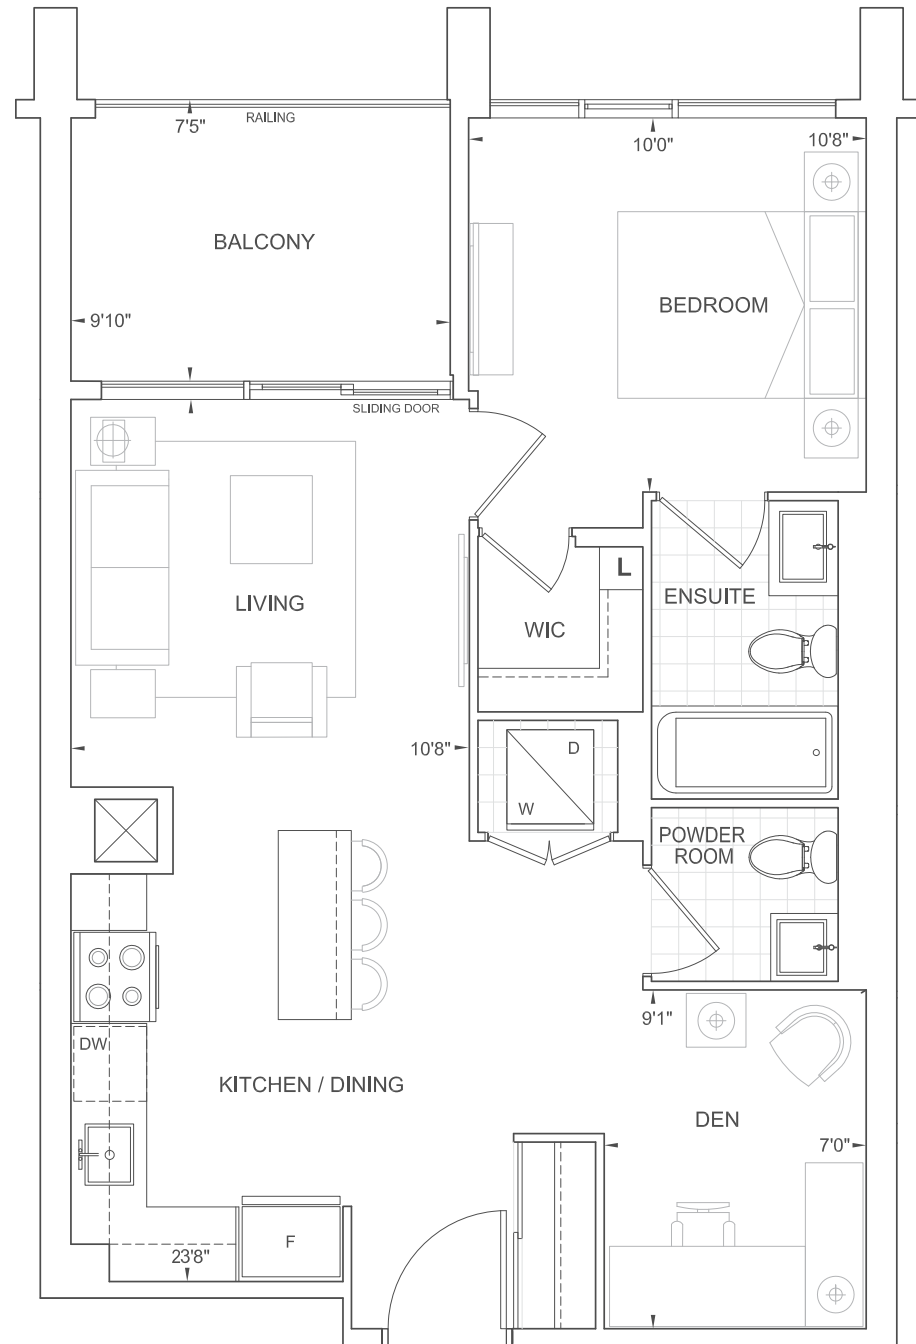 RAILING
7'5"
10'0"
10'8"
BALCONY
BEDROOM
9'10"
SLIDING DOOR
L
ENSUITE
LIVING
WIC
10'8"
D
W
POWDER
ROOM
9'1"
DW
KITCHEN / DINING
DEN
7'0"
F
23'8"